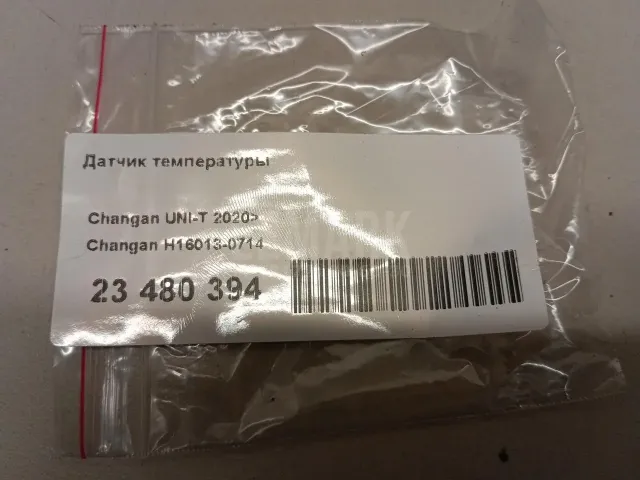 Датчик температуры
Changan UNI-T 2020>
Changan H16013-0714
23 480 394